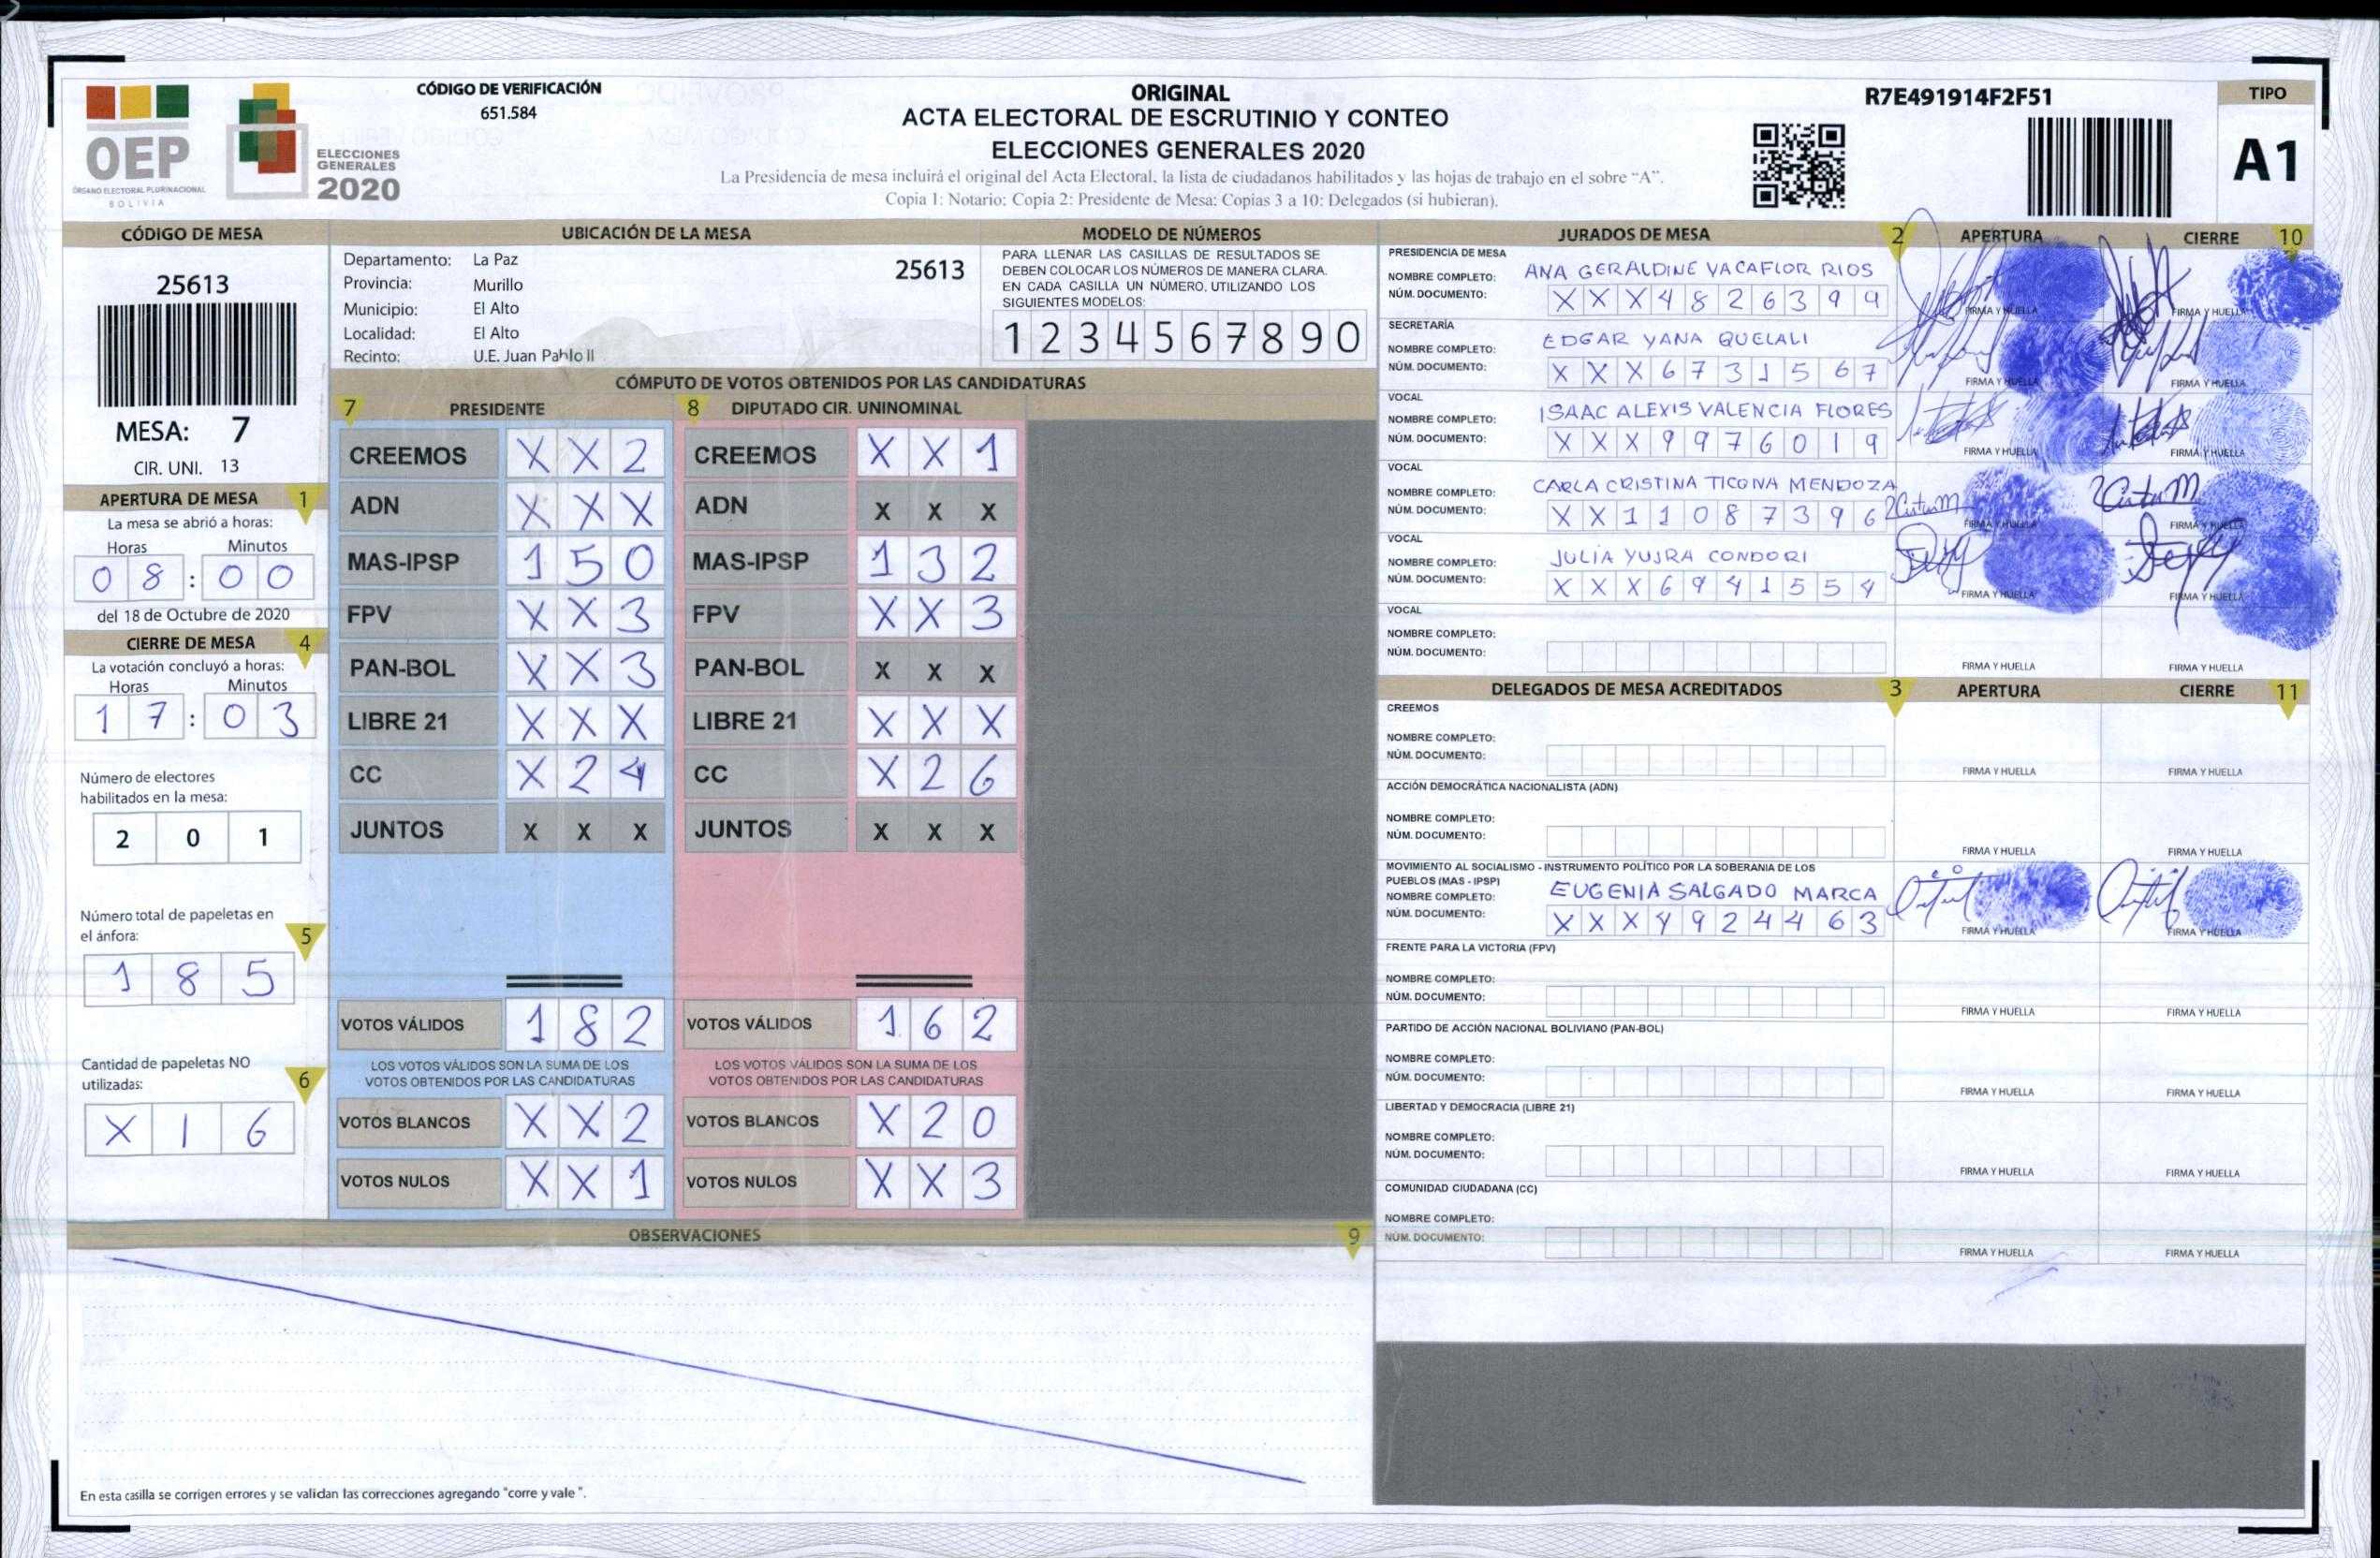 CÓDIGO DE VERIFICACIÓN
651.584
OEP
ÓRGANO ELECTORAL PLURINACIONAL
BOLIVIA
ELECCIONES
GENERALES
2020
ORIGINAL
ACTA ELECTORAL DE ESCRUTINIO Y CONTEO
ELECCIONES GENERALES 2020
La Presidencia de mesa incluirá el original del Acta Electoral, la lista de ciudadanos habilitados y las hojas de trabajo en el sobre "A".
Copia 1: Notario; Copia 2: Presidente de Mesa; Copias 3 a 10: Delegados (si hubieran).
R7E491914F2F51
TIPO
A1
CÓDIGO DE MESA
25613
MESA: 7
CIR. UNI. 13
APERTURA DE MESA 1
La mesa se abrió a horas:
Horas Minutos
0 8 : 0 0
del 18 de Octubre de 2020
CIERRE DE MESA 4
La votación concluyó a horas:
Horas Minutos
1 7 : 0 3
Número de electores
habilitados en la mesa:
2 0 1
Número total de papeletas en
el ánfora: 5
1 8 5
Cantidad de papeletas NO
utilizadas: 6
X 1 6
UBICACIÓN DE LA MESA
Departamento: La Paz
25613
Provincia: Murillo
Municipio: El Alto
Localidad: El Alto
Recinto: U.E. Juan Pablo II
MODELO DE NÚMEROS
PARA LLENAR LAS CASILLAS DE RESULTADOS SE
DEBEN COLOCAR LOS NÚMEROS DE MANERA CLARA.
EN CADA CASILLA UN NÚMERO, UTILIZANDO LOS
SIGUIENTES MODELOS:
1 2 3 4 5 6 7 8 9 0
CÓMPUTO DE VOTOS OBTENIDOS POR LAS CANDIDATURAS
7 PRESIDENTE 8 DIPUTADO CIR. UNINOMINAL
CREEMOS X X 2 CREEMOS X X 1
ADN X X X ADN X X X
MAS-IPSP 1 5 0 MAS-IPSP 1 3 2
FPV X X 3 FPV X X 3
PAN-BOL X X 3 PAN-BOL X X X
LIBRE 21 X X X LIBRE 21 X X X
CC X 2 4 CC X 2 6
JUNTOS X X X JUNTOS X X X
VOTOS VÁLIDOS 1 8 2 VOTOS VÁLIDOS 1 6 2
LOS VOTOS VÁLIDOS SON LA SUMA DE LOS LOS VOTOS VÁLIDOS SON LA SUMA DE LOS
VOTOS OBTENIDOS POR LAS CANDIDATURAS VOTOS OBTENIDOS POR LAS CANDIDATURAS
VOTOS BLANCOS X X 2 VOTOS BLANCOS X 2 0
VOTOS NULOS X X 1 VOTOS NULOS X X 3
OBSERVACIONES 9
En esta casilla se corrigen errores y se validan las correcciones agregando "corre y vale ".
JURADOS DE MESA 2 APERTURA CIERRE 10
PRESIDENCIA DE MESA
NOMBRE COMPLETO: ANA GERALDINE VACAFLOR RIOS
NÚM. DOCUMENTO: X X X 4 8 2 6 3 9 9
FIRMA Y HUELLA FIRMA Y HUELLA
SECRETARÍA
NOMBRE COMPLETO: EDGAR YANA QUELALI
NÚM. DOCUMENTO: X X X 6 7 3 1 5 6 7
FIRMA Y HUELLA FIRMA Y HUELLA
VOCAL
NOMBRE COMPLETO: ISAAC ALEXIS VALENCIA FLORES
NÚM. DOCUMENTO: X X X 9 9 7 6 0 1 9
FIRMA Y HUELLA FIRMA Y HUELLA
VOCAL
NOMBRE COMPLETO: CARLA CRISTINA TICONA MENDOZA
NÚM. DOCUMENTO: X X 1 1 0 8 7 3 9 6
FIRMA Y HUELLA FIRMA Y HUELLA
VOCAL
NOMBRE COMPLETO: JULIA YUJRA CONDORI
NÚM. DOCUMENTO: X X X 6 9 4 1 5 5 4
FIRMA Y HUELLA FIRMA Y HUELLA
VOCAL
NOMBRE COMPLETO:
NÚM. DOCUMENTO:
FIRMA Y HUELLA FIRMA Y HUELLA
DELEGADOS DE MESA ACREDITADOS 3 APERTURA CIERRE 11
CREEMOS
NOMBRE COMPLETO:
NÚM. DOCUMENTO:
FIRMA Y HUELLA FIRMA Y HUELLA
ACCIÓN DEMOCRÁTICA NACIONALISTA (ADN)
NOMBRE COMPLETO:
NÚM. DOCUMENTO:
FIRMA Y HUELLA FIRMA Y HUELLA
MOVIMIENTO AL SOCIALISMO - INSTRUMENTO POLÍTICO POR LA SOBERANIA DE LOS
PUEBLOS (MAS - IPSP)
NOMBRE COMPLETO: EUGENIA SALGADO MARCA
NÚM. DOCUMENTO: X X X 4 9 2 4 4 6 3
FIRMA Y HUELLA FIRMA Y HUELLA
FRENTE PARA LA VICTORIA (FPV)
NOMBRE COMPLETO:
NÚM. DOCUMENTO:
FIRMA Y HUELLA FIRMA Y HUELLA
PARTIDO DE ACCIÓN NACIONAL BOLIVIANO (PAN-BOL)
NOMBRE COMPLETO:
NÚM. DOCUMENTO:
FIRMA Y HUELLA FIRMA Y HUELLA
LIBERTAD Y DEMOCRACIA (LIBRE 21)
NOMBRE COMPLETO:
NÚM. DOCUMENTO:
FIRMA Y HUELLA FIRMA Y HUELLA
COMUNIDAD CIUDADANA (CC)
NOMBRE COMPLETO:
NÚM. DOCUMENTO:
FIRMA Y HUELLA FIRMA Y HUELLA